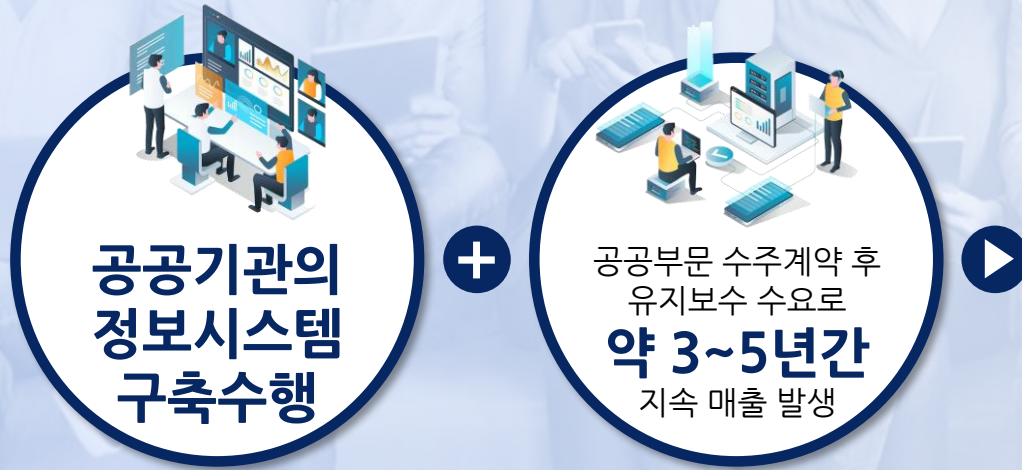 공공기관의
정보시스템
구축수행
공공부문 수주계약 후
유지보수 수요로
약 3~5년간
지속 매출 발생